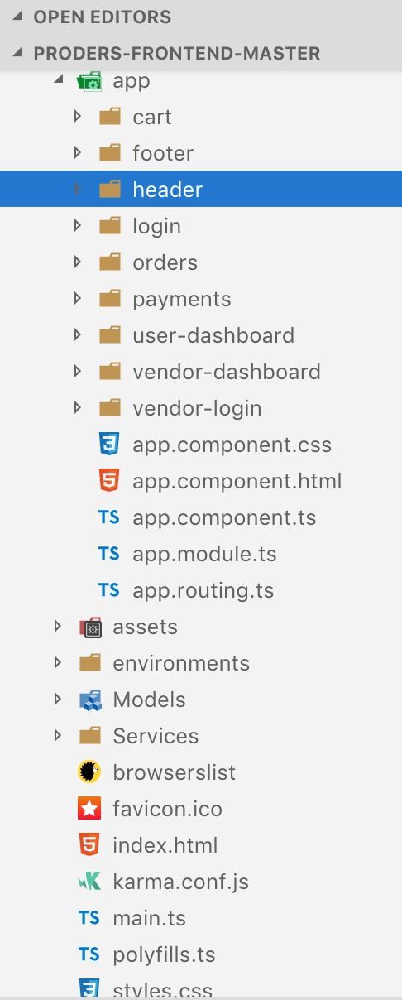 OPEN EDITORS
PRODERS-FRONTEND-MASTER
app
cart
footer
header
login
orders
payments
user-dashboard
vendor-dashboard
vendor-login
app.component.css
app.component.html
TS app.component.ts
TS app.module.ts
TS app.routing.ts
assets
environments
Models
Services
browserslist
favicon.ico
index.html
karma.conf.js
TS main.ts
TS polyfills.ts
styles.css